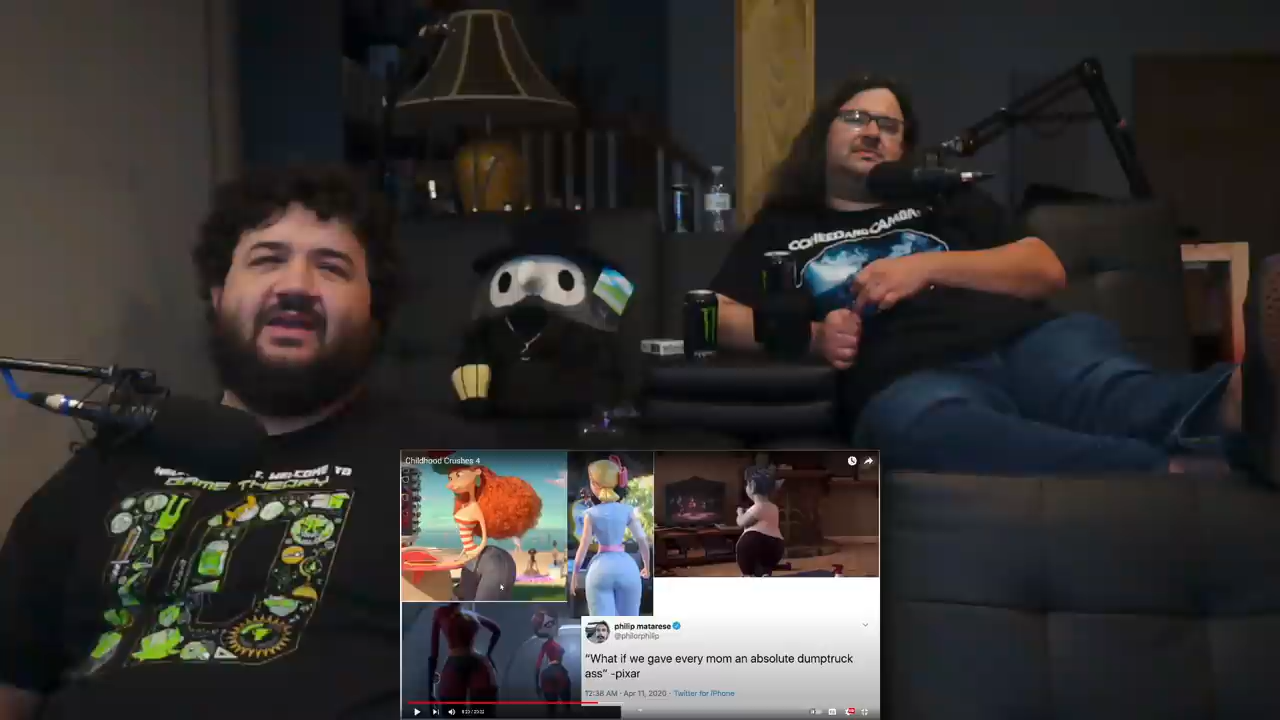 COHEED AND CAMBRIA
WELCOME TO
GAME THEORY
10
Childhood Crushes 4
philip matarese
@philorphilip
"What if we gave every mom an absolute dumptruck
ass" -pixar
12:38 AM · Apr 11, 2020 · Twitter for iPhone